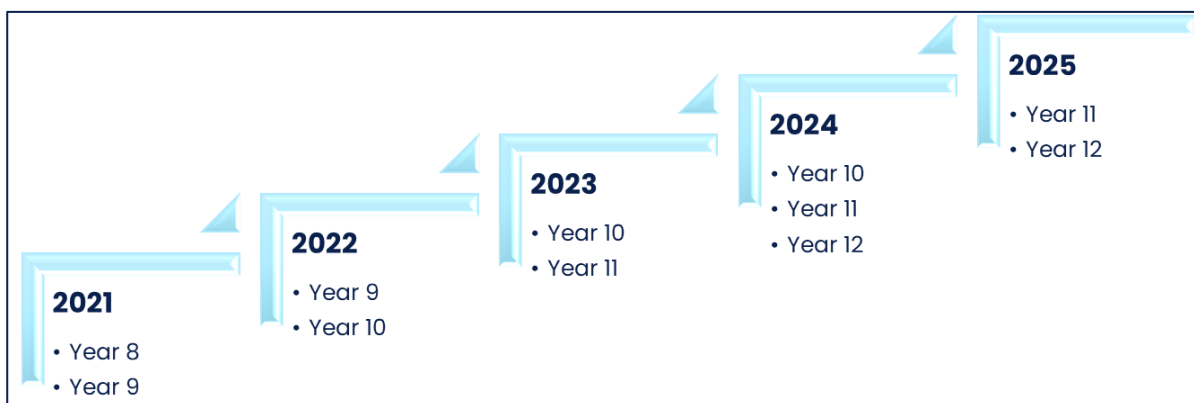 2021
• Year 8
• Year 9
2022
• Year 9
• Year 10
2023
• Year 10
• Year 11
2024
• Year 10
• Year 11
• Year 12
2025
• Year 11
• Year 12